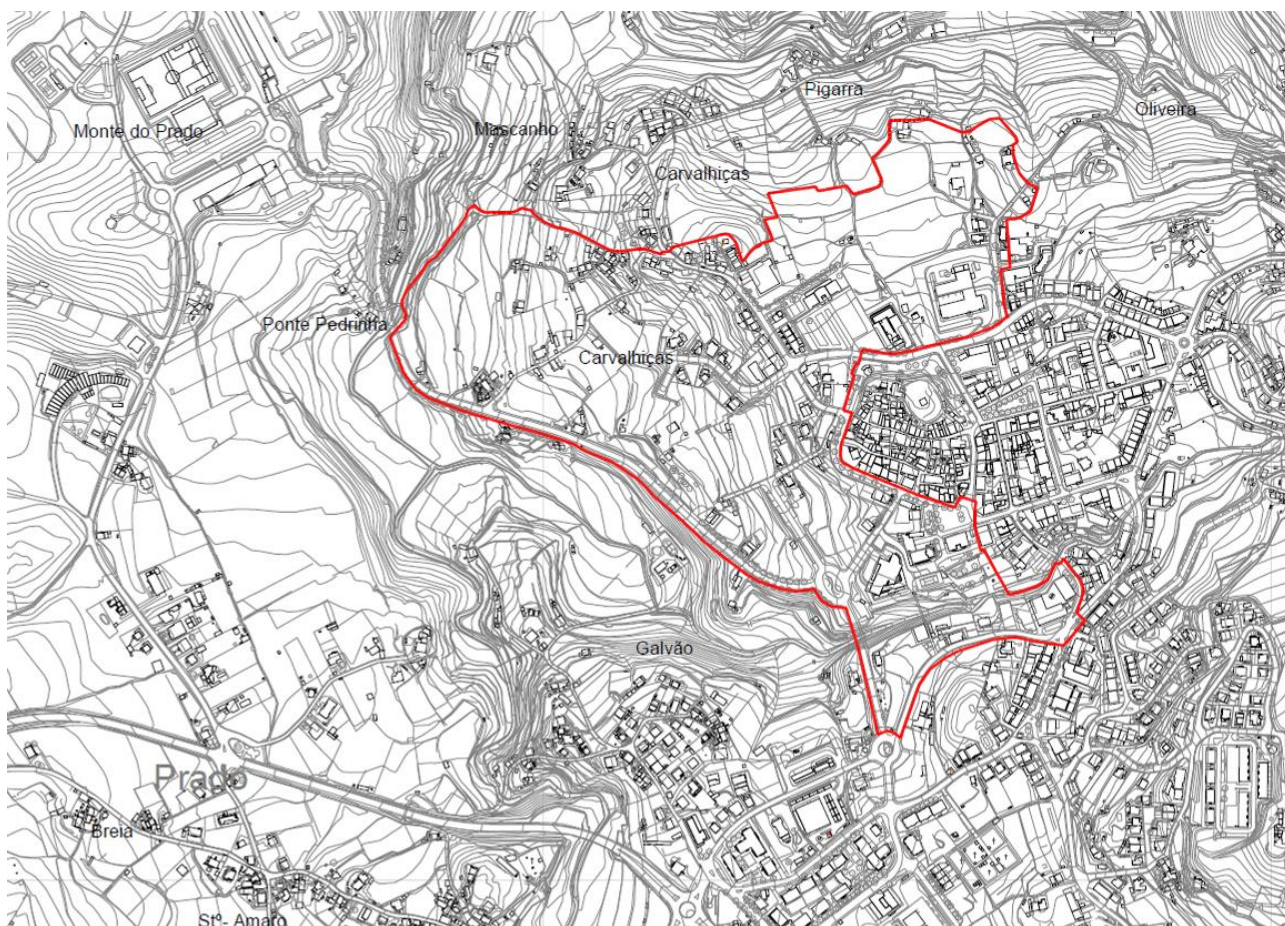 Pigarra
Oliveira
Monte do Prado
Mascanho
Carvalhiças
Ponte Pedrinha
Carvalhiças
Galvão
Prado
Breia
Stº- Amaro